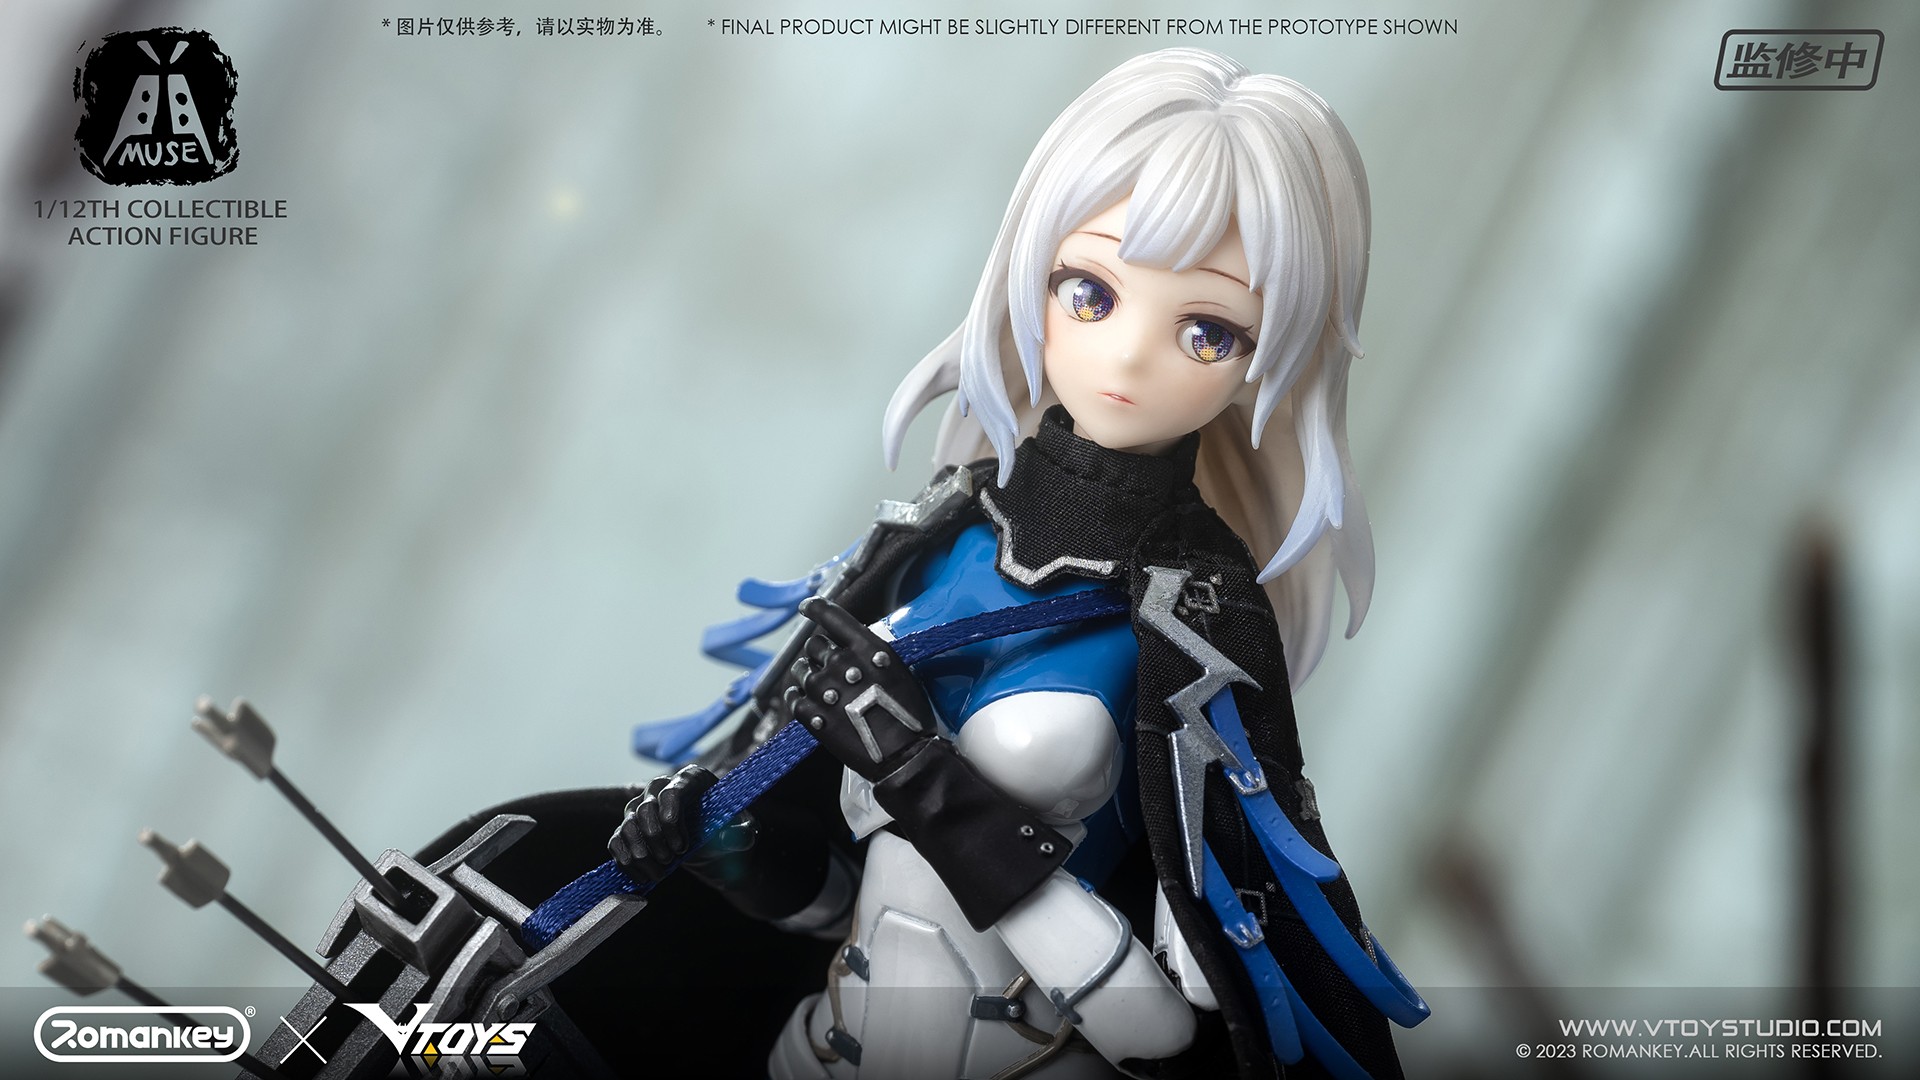 * 图片仅供参考，请以实物为准。 * FINAL PRODUCT MIGHT BE SLIGHTLY DIFFERENT FROM THE PROTOTYPE SHOWN
监修中
MUSE
1/12TH COLLECTIBLE
ACTION FIGURE
Romankey® X VTOYS
WWW.VTOYSTUDIO.COM
© 2023 ROMANKEY.ALL RIGHTS RESERVED.